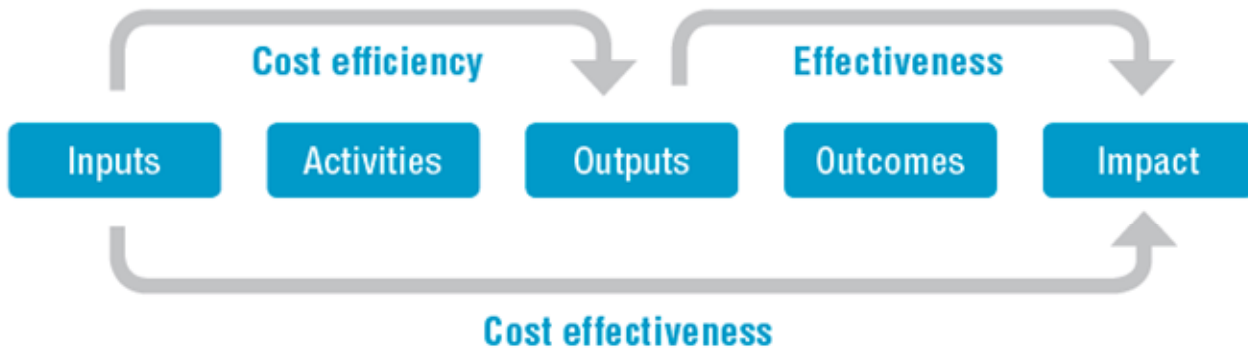 Cost efficiency Effectiveness
Inputs Activities Outputs Outcomes Impact
Cost effectiveness